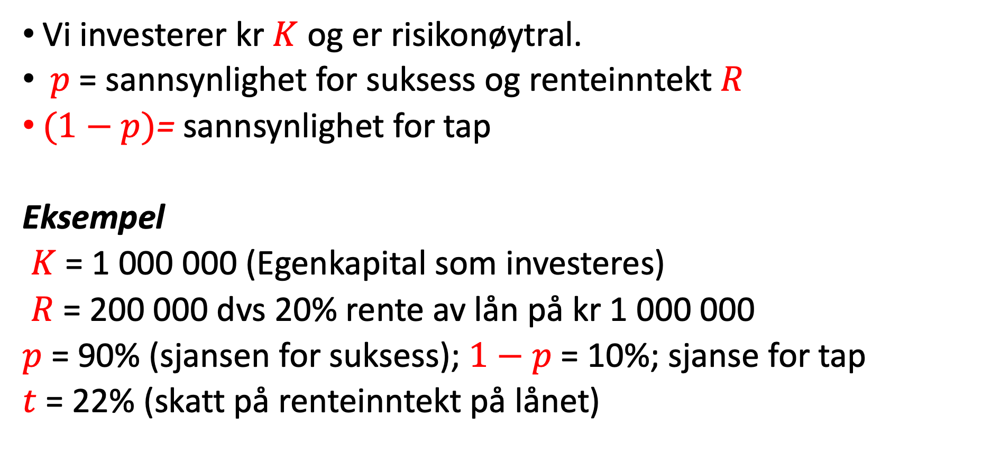 • Vi investerer kr K og er risikonøytral.
• p = sannsynlighet for suksess og renteinntekt R
• (1 − p)= sannsynlighet for tap
Eksempel
K = 1 000 000 (Egenkapital som investeres)
R = 200 000 dvs 20% rente av lån på kr 1 000 000
p = 90% (sjansen for suksess); 1 − p = 10%; sjanse for tap
t = 22% (skatt på renteinntekt på lånet)